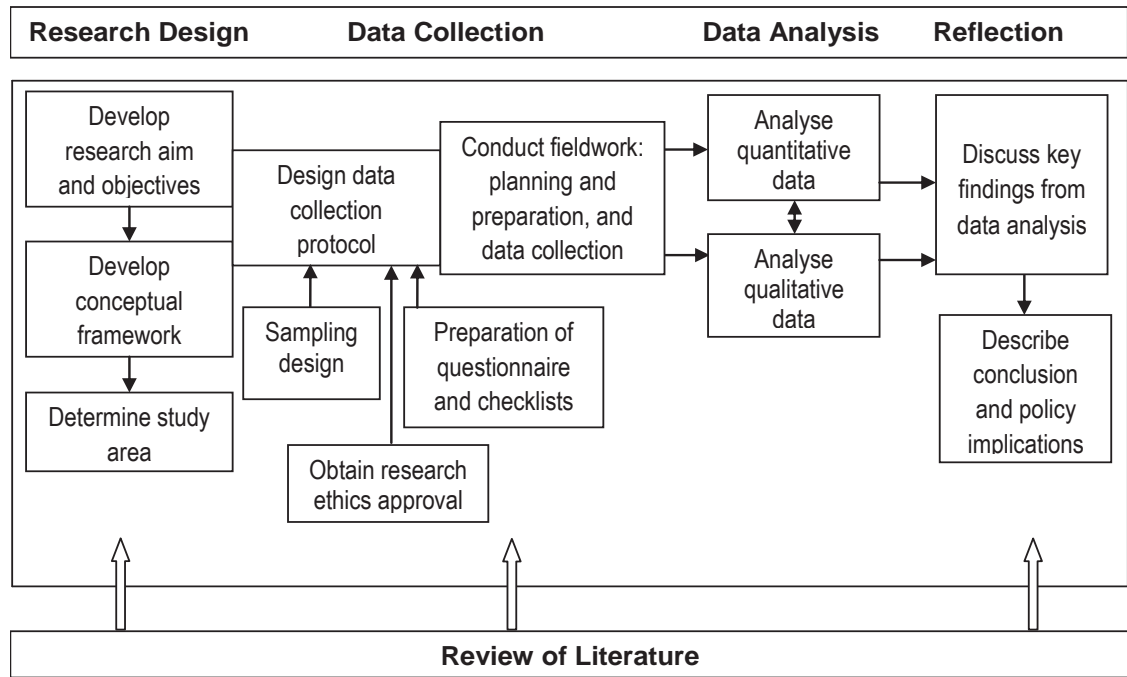 Research Design Data Collection Data Analysis Reflection
Develop
research aim
and objectives
Develop
conceptual
framework
Determine study
area
Design data
collection
protocol
Sampling
design
Obtain research
ethics approval
Preparation of
questionnaire
and checklists
Conduct fieldwork:
planning and
preparation, and
data collection
Analyse
quantitative
data
Analyse
qualitative
data
Discuss key
findings from
data analysis
Describe
conclusion
and policy
implications
Review of Literature